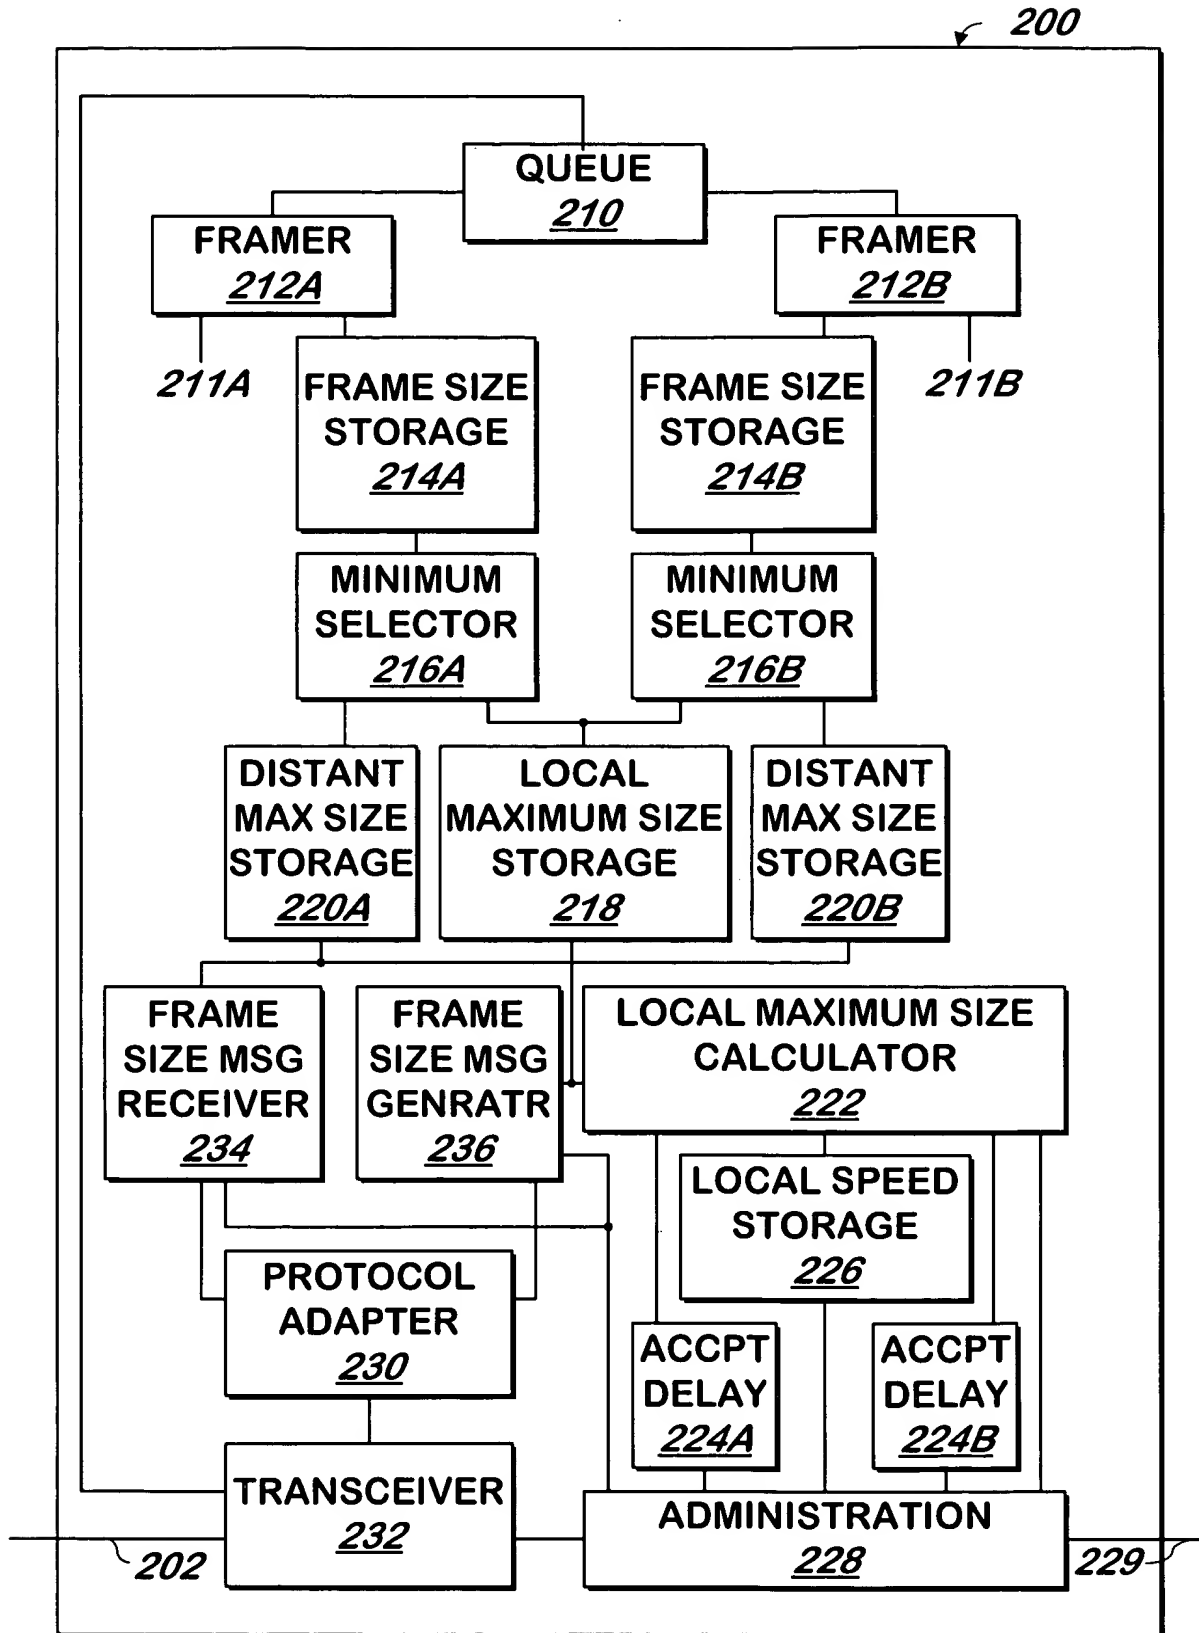 200
QUEUE
210
FRAMER
212A
FRAMER
212B
211A
211B
FRAME SIZE
STORAGE
214A
FRAME SIZE
STORAGE
214B
MINIMUM
SELECTOR
216A
MINIMUM
SELECTOR
216B
DISTANT
MAX SIZE
STORAGE
220A
LOCAL
MAXIMUM SIZE
STORAGE
218
DISTANT
MAX SIZE
STORAGE
220B
FRAME
SIZE MSG
RECEIVER
234
FRAME
SIZE MSG
GENRATR
236
LOCAL MAXIMUM SIZE
CALCULATOR
222
LOCAL SPEED
STORAGE
226
PROTOCOL
ADAPTER
230
ACCPT
DELAY
224A
ACCPT
DELAY
224B
TRANSCEIVER
232
ADMINISTRATION
228
202
229